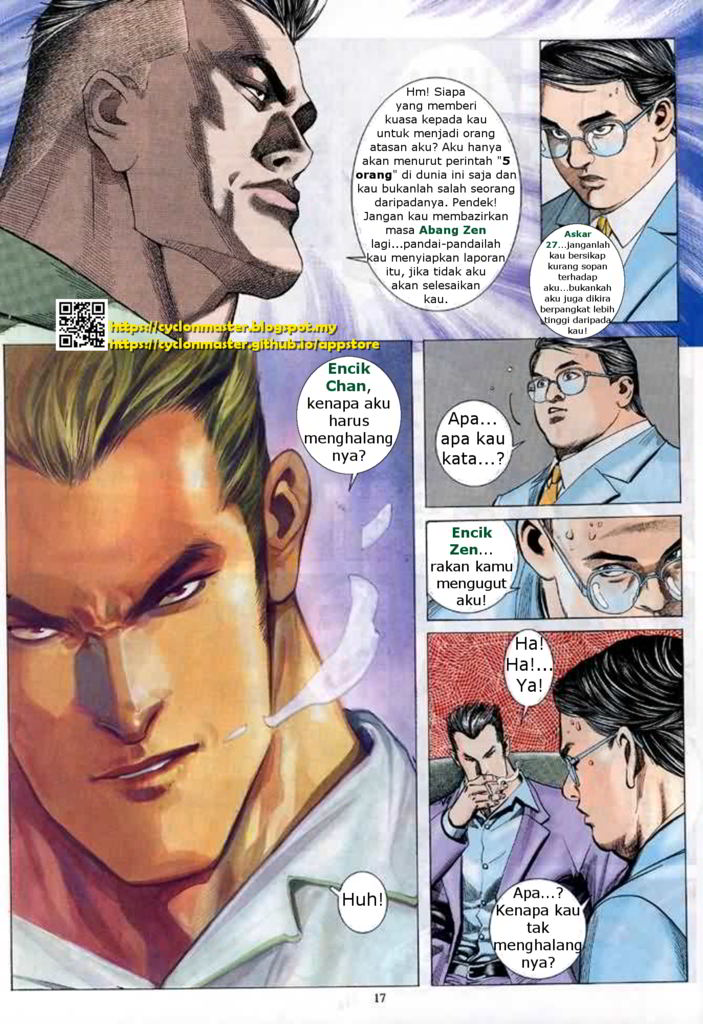 Hm! Siapa
yang memberi
kuasa kepada kau
untuk menjadi orang
atasan aku? Aku hanya
akan menurut perintah "5
orang" di dunia ini saja dan
kau bukanlah salah seorang
daripadanya. Pendek!
Jangan kau membazirkan
masa Abang Zen
lagi...pandai-pandailah
kau menyiapkan laporan
itu, jika tidak aku
akan selesaikan
kau.
Askar
27...janganlah
kau bersikap
kurang sopan
terhadap
aku...bukankah
aku juga dikira
berpangkat lebih
tinggi daripada
kau!
https://cyclonmaster.blogspot.my
https://cyclonmaster.github.io/appstore
Encik
Chan,
kenapa aku
harus
menghalang
nya?
Huh!
Apa...
apa kau
kata...?
Encik
Zen...
rakan kamu
mengugut
aku!
Ha!
Ha!...
Ya!
Apa...?
Kenapa kau
tak
menghalang
nya?
17